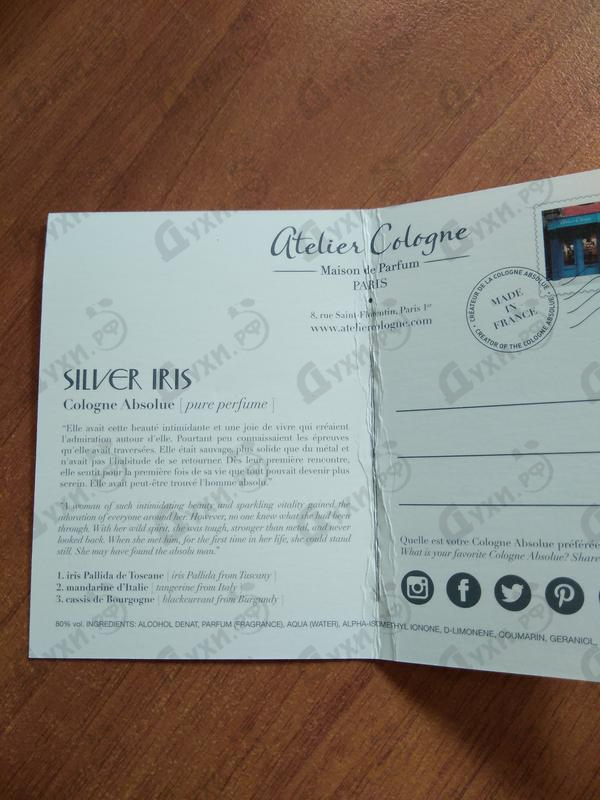 Atelier Cologne
Maison de Parfum
PARIS
8, rue Saint-Florentin, Paris 1er
www.ateliercologne.com
CRÉATEUR DE LA COLOGNE ABSOLUE
MADE
IN
FRANCE
CREATOR OF THE COLOGNE ABSOLUE
SILVER IRIS
Cologne Absolue [ pure perfume ]
“Elle avait cette beauté intimidante et une joie de vivre qui créaient
l'admiration autour d'elle. Pourtant peu connaissaient les épreuves
qu'elle avait traversées. Elle était sauvage, plus solide que du métal et
n'avait pas l'habitude de se retourner. Dès leur première rencontre,
elle sentit pour la première fois de sa vie que tout pouvait devenir plus
serein. Elle avait peut-être trouvé l'homme absolu.”
“A woman of such intimidating beauty and sparkling vitality gained the
adoration of everyone around her. However, no one knew what she had been
through. With her wild spirit, she was tough, stronger than metal, and never
looked back. When she met him, for the first time in her life, she could stand
still. She may have found the absolu man.”
1. iris Pallida de Toscane [ iris Pallida from Tuscany ]
2. mandarine d'Italie [ tangerine from Italy ]
3. cassis de Bourgogne [ blackcurrant from Burgundy ]
Quelle est votre Cologne Absolue préférée
What is your favorite Cologne Absolue? Share
80% vol. INGREDIENTS: ALCOHOL DENAT, PARFUM (FRAGRANCE), AQUA (WATER), ALPHA-ISOMETHYL IONONE, D-LIMONENE, COUMARIN, GERANIOL,
духи.рф